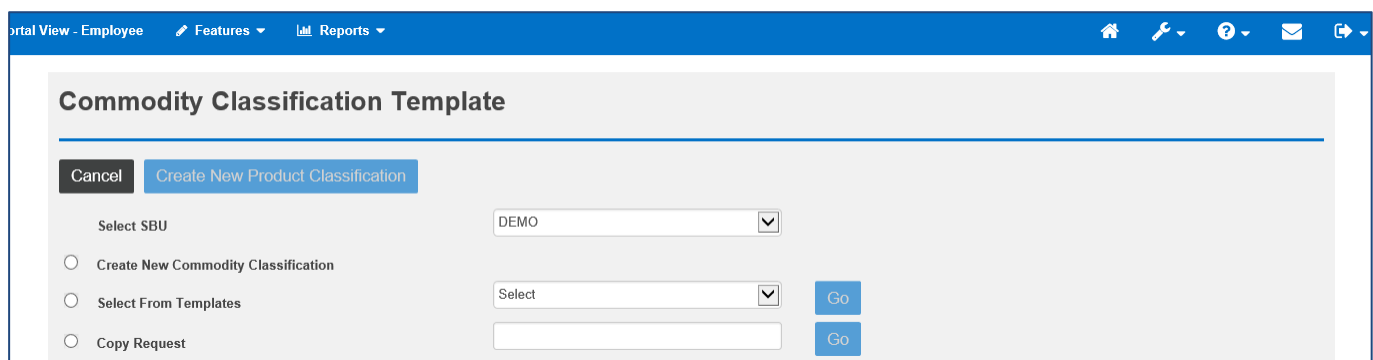 ortal View - Employee Features Reports
Commodity Classification Template
Cancel Create New Product Classification
Select SBU DEMO
Create New Commodity Classification
Select From Templates Select Go
Copy Request Go